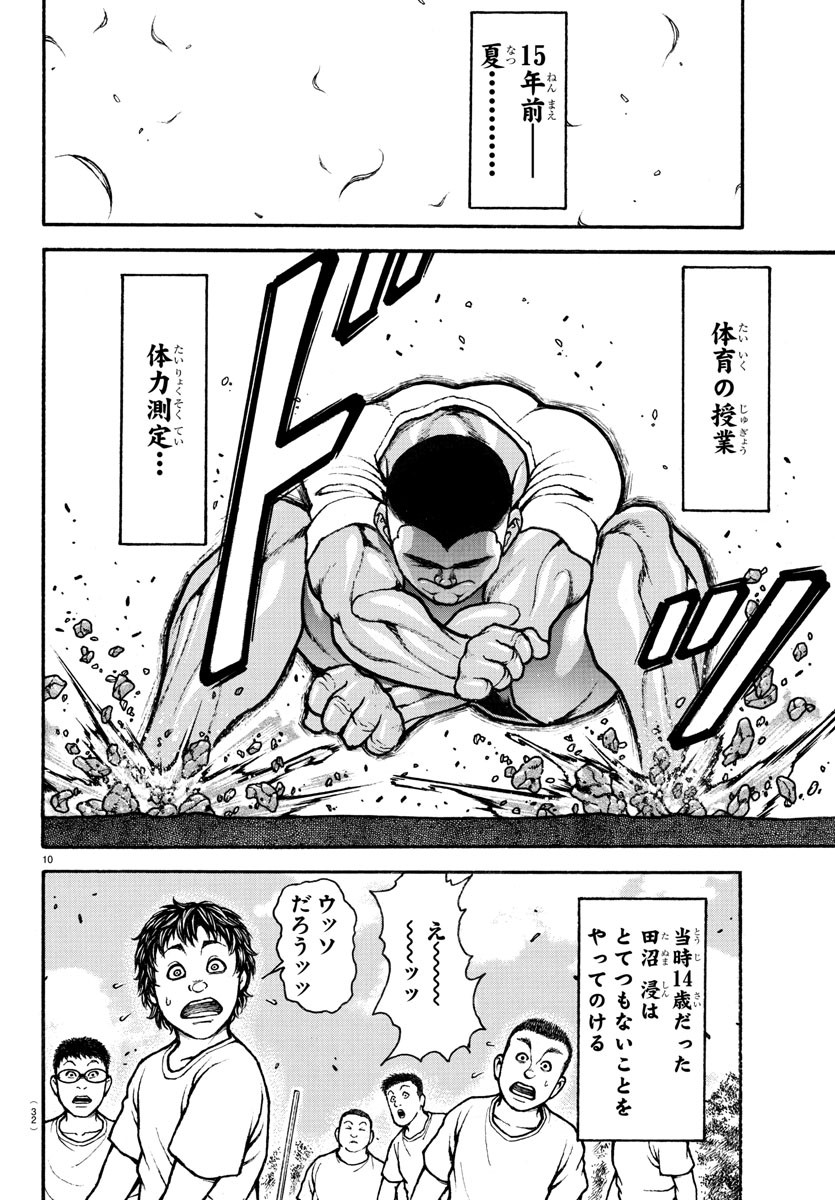 15年前――
夏…………
体育の授業
体力測定…
ドッ
当時14歳だった
田沼 浸は
とてつもないことを
やってのける
え~~
~~ッッ
ウッソ
だろうッッ
10
(32)